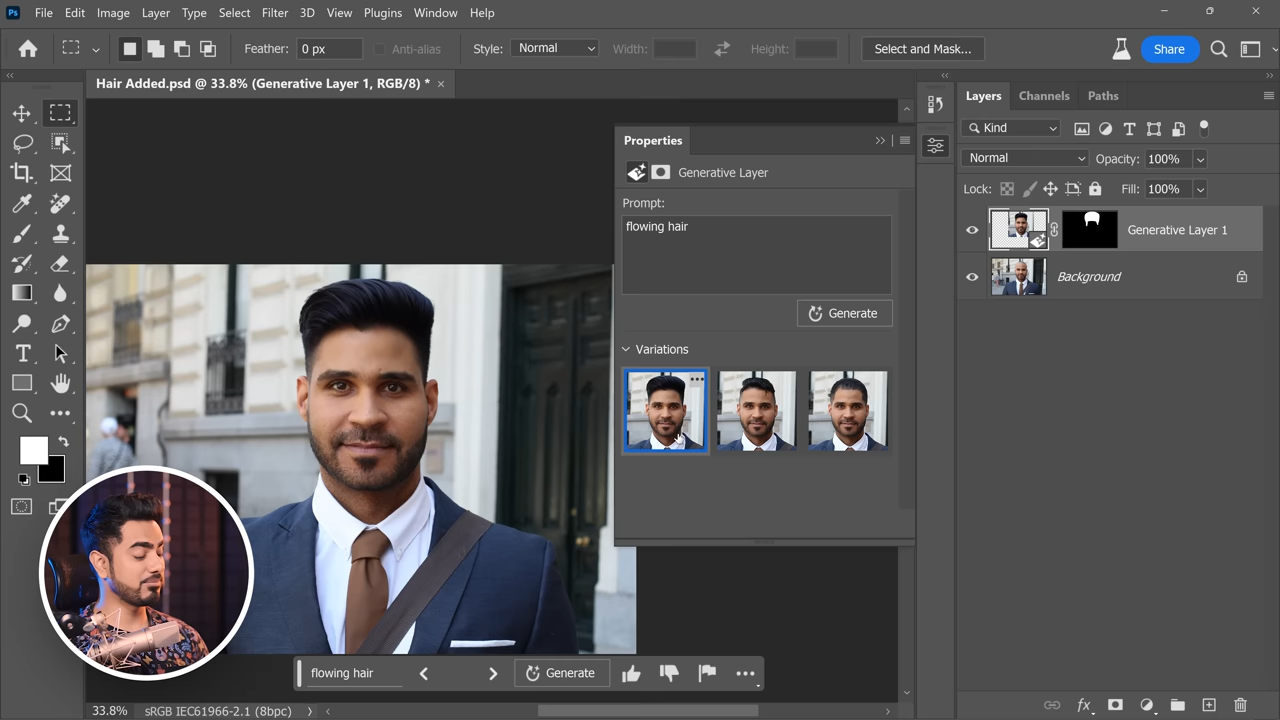 Ps File Edit Image Layer Type Select Filter 3D View Plugins Window Help
Feather: 0 px Anti-alias Style: Normal Width: Height: Select and Mask... Share
Hair Added.psd @ 33.8% (Generative Layer 1, RGB/8) * ×
Layers Channels Paths
Kind
Normal Opacity: 100%
Lock: Fill: 100%
Generative Layer 1
Background
Properties
Generative Layer
Prompt:
flowing hair
Generate
Variations
flowing hair Generate
33.8% sRGB IEC61966-2.1 (8bpc)